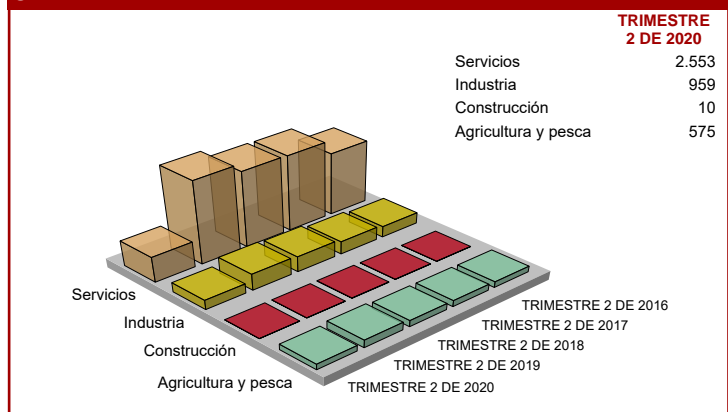 TRIMESTRE
2 DE 2020
Servicios 2.553
Industria 959
Construcción 10
Agricultura y pesca 575
Servicios
Industria
Construcción
Agricultura y pesca
TRIMESTRE 2 DE 2016
TRIMESTRE 2 DE 2017
TRIMESTRE 2 DE 2018
TRIMESTRE 2 DE 2019
TRIMESTRE 2 DE 2020